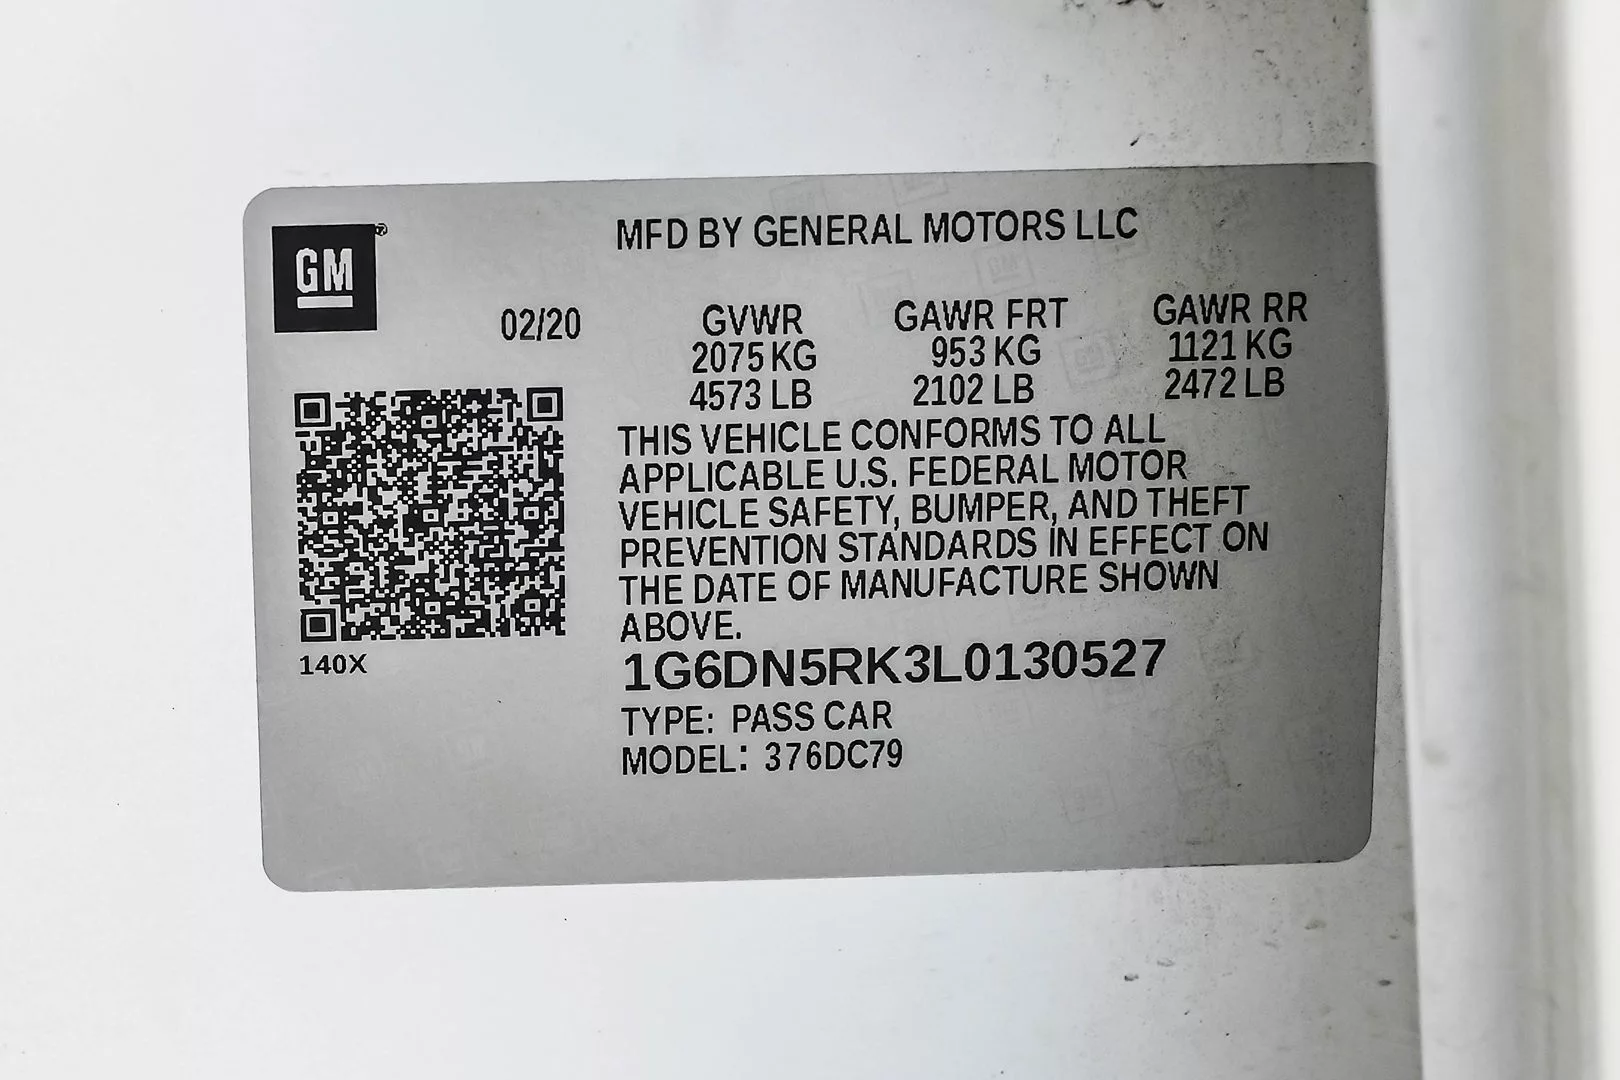 GM
MFD BY GENERAL MOTORS LLC
02/20
GVWR GAWR FRT GAWR RR
2075 KG 953 KG 1121 KG
4573 LB 2102 LB 2472 LB
THIS VEHICLE CONFORMS TO ALL
APPLICABLE U.S. FEDERAL MOTOR
VEHICLE SAFETY, BUMPER, AND THEFT
PREVENTION STANDARDS IN EFFECT ON
THE DATE OF MANUFACTURE SHOWN
ABOVE.
140X
1G6DN5RK3L0130527
TYPE: PASS CAR
MODEL: 376DC79